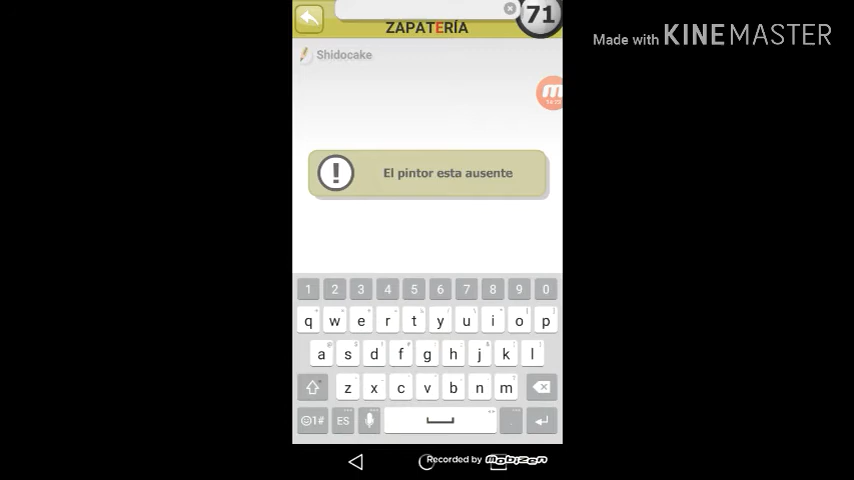 71
ZAPATERÍA
Made with KINEMASTER
Shidocake
El pintor esta ausente
1 2 3 4 5 6 7 8 9 0
q w e r t y u i o p
a s d f g h j k l
z x c v b n m
☺1# ES .
Recorded by mobizen